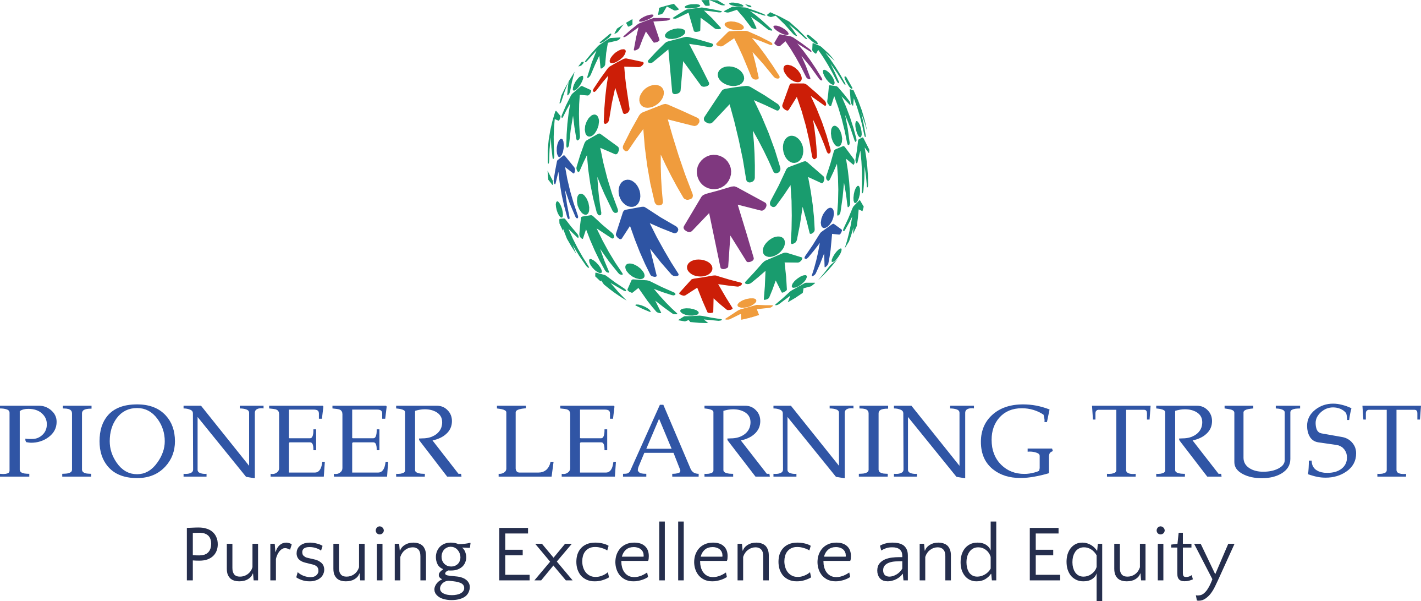 PIONEER LEARNING TRUST
Pursuing Excellence and Equity